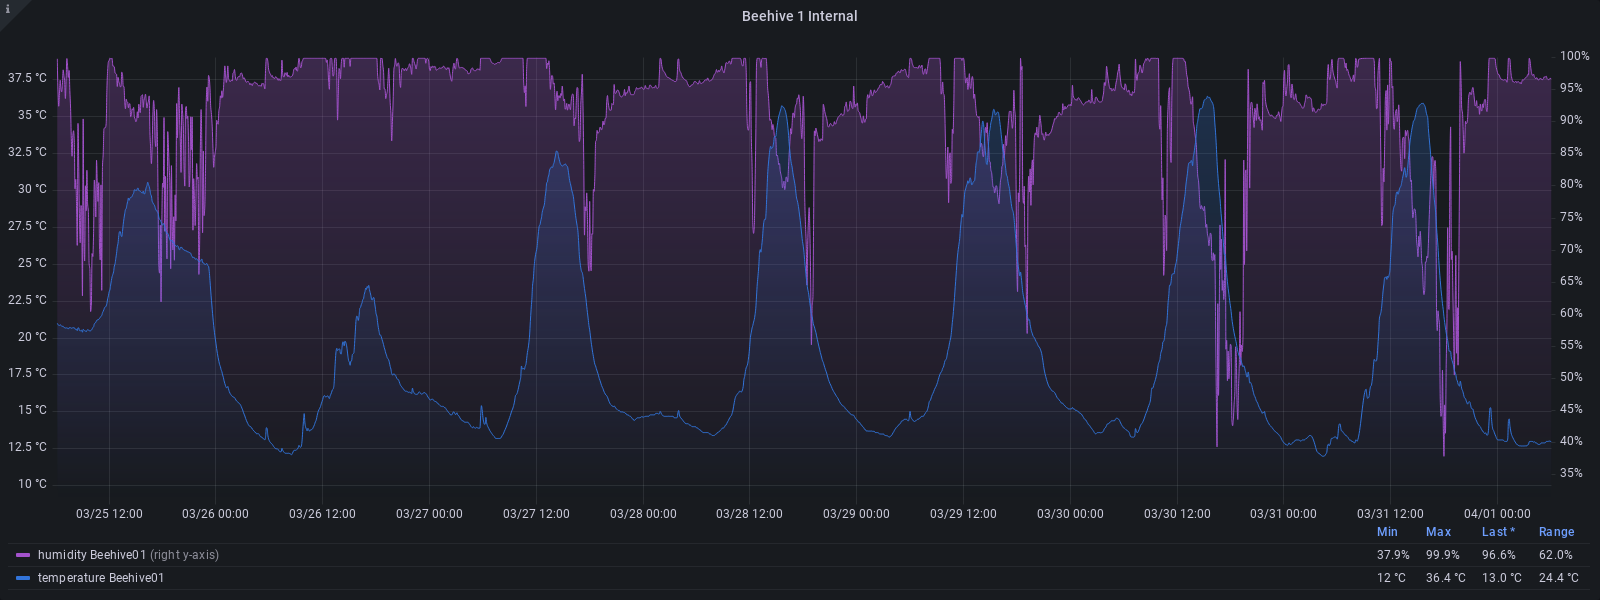 i
Beehive 1 Internal
37.5 °C
35 °C
32.5 °C
30 °C
27.5 °C
25 °C
22.5 °C
20 °C
17.5 °C
15 °C
12.5 °C
10 °C
100%
95%
90%
85%
80%
75%
70%
65%
60%
55%
50%
45%
40%
35%
03/25 12:00 03/26 00:00 03/26 12:00 03/27 00:00 03/27 12:00 03/28 00:00 03/28 12:00 03/29 00:00 03/29 12:00 03/30 00:00 03/30 12:00 03/31 00:00 03/31 12:00 04/01 00:00
Min Max Last * Range
humidity Beehive01 (right y-axis) 37.9% 99.9% 96.6% 62.0%
temperature Beehive01 12 °C 36.4 °C 13.0 °C 24.4 °C